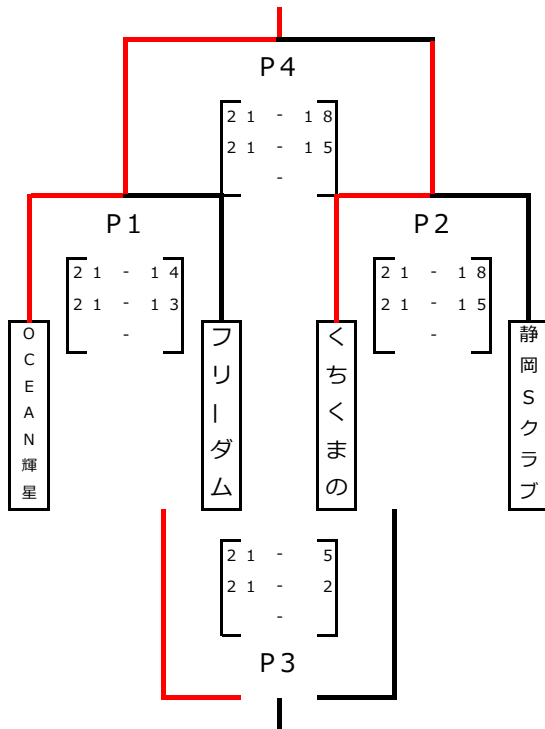 P4
21 - 18
21 - 15
-
P1
P2
21 - 14
21 - 13
-
21 - 18
21 - 15
-
OCEAN輝星
フリーダム
くちくまの
静岡Sクラブ
21 - 5
21 - 2
-
P3